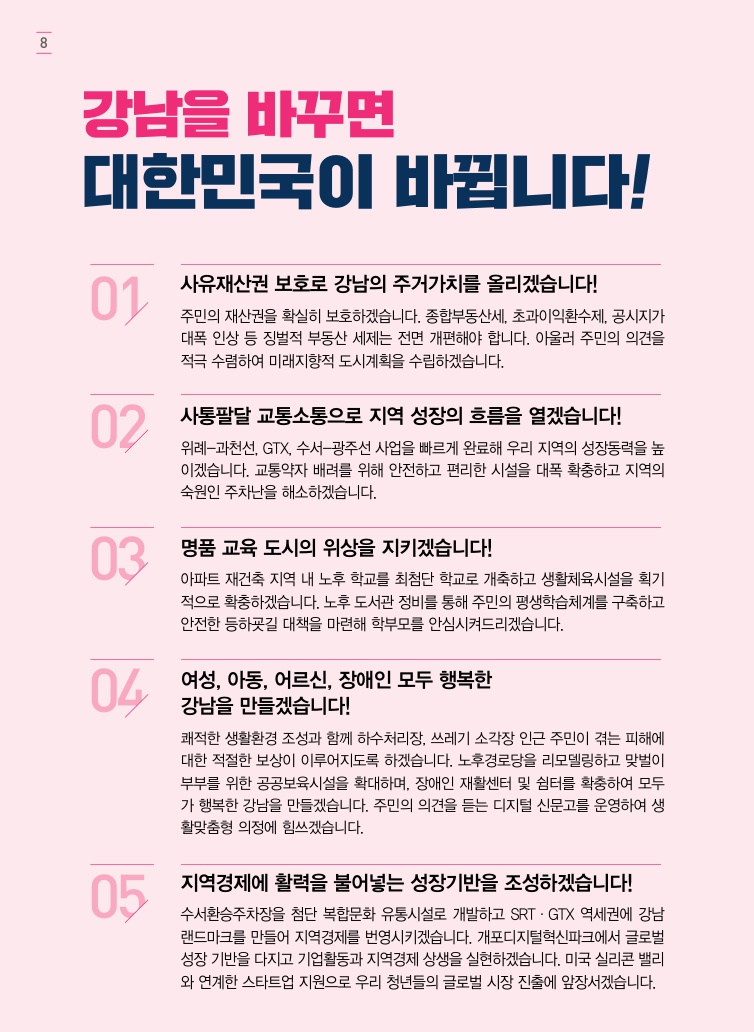 8
강남을 바꾸면
대한민국이 바뀝니다!
01
사유재산권 보호로 강남의 주거가치를 올리겠습니다!
주민의 재산권을 확실히 보호하겠습니다. 종합부동산세, 초과이익환수제, 공시지가
대폭 인상 등 징벌적 부동산 세제는 전면 개편해야 합니다. 아울러 주민의 의견을
적극 수렴하여 미래지향적 도시계획을 수립하겠습니다.
02
사통팔달 교통소통으로 지역 성장의 흐름을 열겠습니다!
위례-과천선, GTX, 수서-광주선 사업을 빠르게 완료해 우리 지역의 성장동력을 높
이겠습니다. 교통약자 배려를 위해 안전하고 편리한 시설을 대폭 확충하고 지역의
숙원인 주차난을 해소하겠습니다.
03
명품 교육 도시의 위상을 지키겠습니다!
아파트 재건축 지역 내 노후 학교를 최첨단 학교로 개축하고 생활체육시설을 획기
적으로 확충하겠습니다. 노후 도서관 정비를 통해 주민의 평생학습체계를 구축하고
안전한 등하굣길 대책을 마련해 학부모를 안심시켜드리겠습니다.
04
여성, 아동, 어르신, 장애인 모두 행복한
강남을 만들겠습니다!
쾌적한 생활환경 조성과 함께 하수처리장, 쓰레기 소각장 인근 주민이 겪는 피해에
대한 적절한 보상이 이루어지도록 하겠습니다. 노후경로당을 리모델링하고 맞벌이
부부를 위한 공공보육시설을 확대하며, 장애인 재활센터 및 쉼터를 확충하여 모두
가 행복한 강남을 만들겠습니다. 주민의 의견을 듣는 디지털 신문고를 운영하여 생
활맞춤형 의정에 힘쓰겠습니다.
05
지역경제에 활력을 불어넣는 성장기반을 조성하겠습니다!
수서환승주차장을 첨단 복합문화 유통시설로 개발하고 SRT · GTX 역세권에 강남
랜드마크를 만들어 지역경제를 번영시키겠습니다. 개포디지털혁신파크에서 글로벌
성장 기반을 다지고 기업활동과 지역경제 상생을 실현하겠습니다. 미국 실리콘 밸리
와 연계한 스타트업 지원으로 우리 청년들의 글로벌 시장 진출에 앞장서겠습니다.